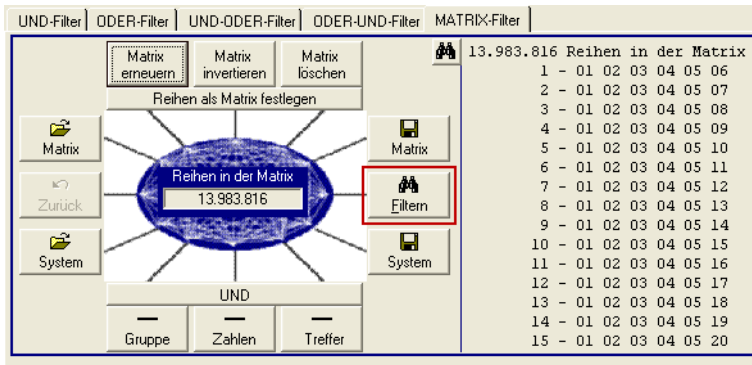 UND-Filter ODER-Filter UND-ODER-Filter ODER-UND-Filter MATRIX-Filter
Matrix erneuern
Matrix invertieren
Matrix löschen
Reihen als Matrix festlegen
Matrix
Matrix
Reihen in der Matrix
13.983.816
Zurück
Filtern
System
System
UND
Gruppe
Zahlen
Treffer
13.983.816 Reihen in der Matrix
1 - 01 02 03 04 05 06
2 - 01 02 03 04 05 07
3 - 01 02 03 04 05 08
4 - 01 02 03 04 05 09
5 - 01 02 03 04 05 10
6 - 01 02 03 04 05 11
7 - 01 02 03 04 05 12
8 - 01 02 03 04 05 13
9 - 01 02 03 04 05 14
10 - 01 02 03 04 05 15
11 - 01 02 03 04 05 16
12 - 01 02 03 04 05 17
13 - 01 02 03 04 05 18
14 - 01 02 03 04 05 19
15 - 01 02 03 04 05 20